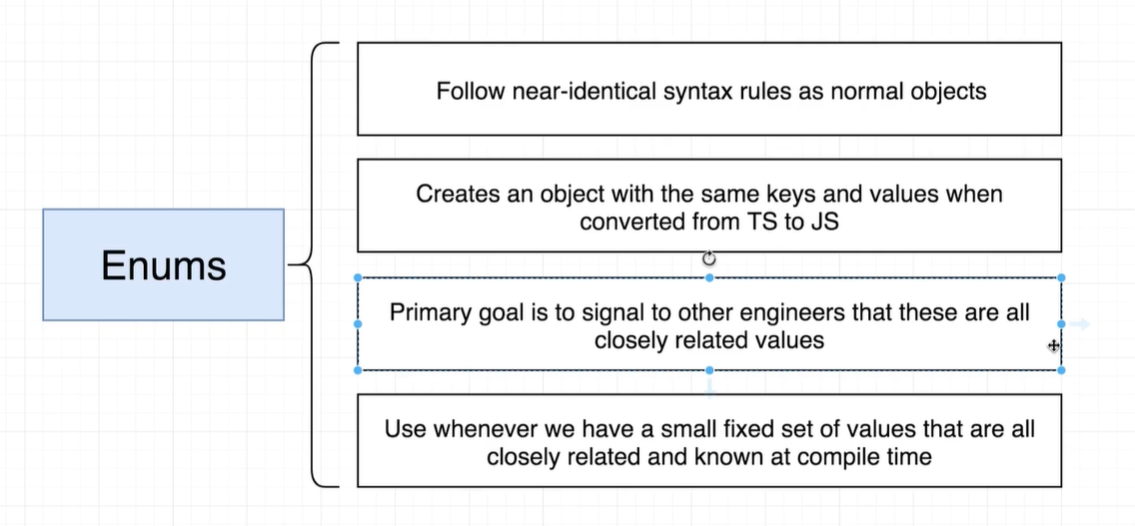 Enums
Follow near-identical syntax rules as normal objects
Creates an object with the same keys and values when
converted from TS to JS
Primary goal is to signal to other engineers that these are all
closely related values
Use whenever we have a small fixed set of values that are all
closely related and known at compile time